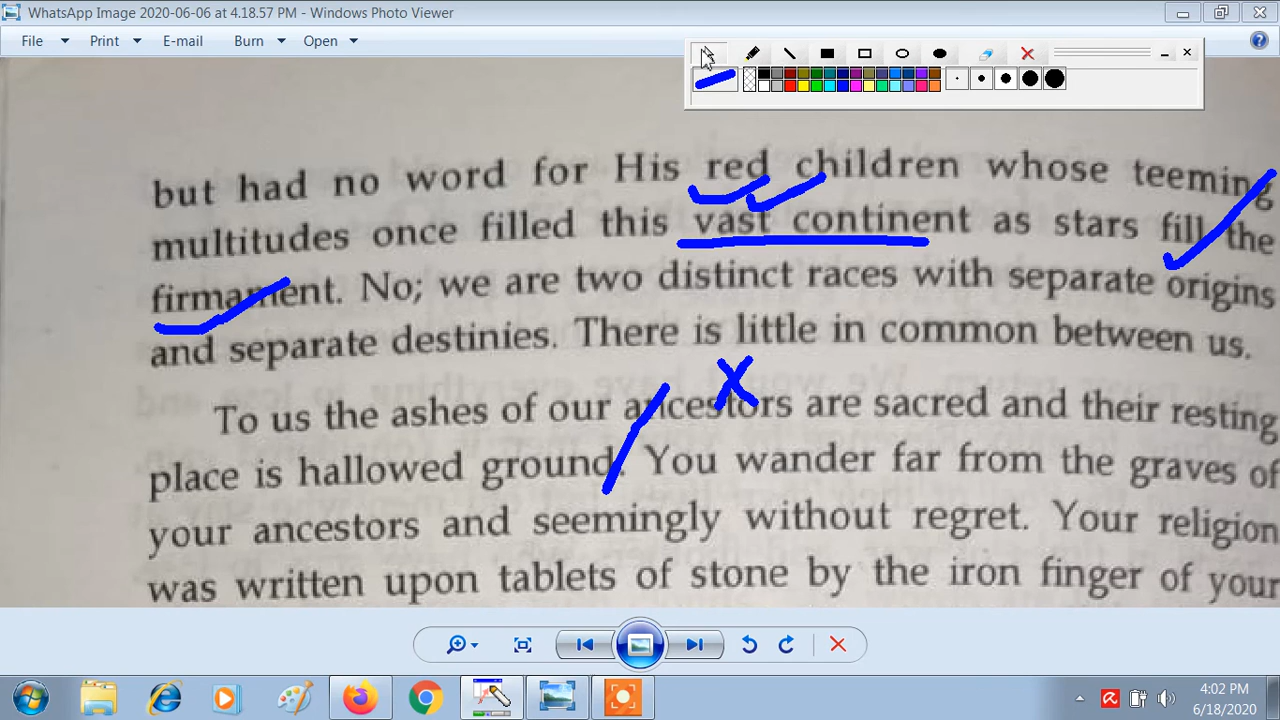 WhatsApp Image 2020-06-06 at 4.18.57 PM - Windows Photo Viewer
File Print E-mail Burn Open
but had no word for His red children whose teeming
multitudes once filled this vast continent as stars fill the
firmament. No; we are two distinct races with separate origins
and separate destinies. There is little in common between us.
To us the ashes of our ancestors are sacred and their resting
place is hallowed ground. You wander far from the graves of
your ancestors and seemingly without regret. Your religion
was written upon tablets of stone by the iron finger of your
4:02 PM
6/18/2020